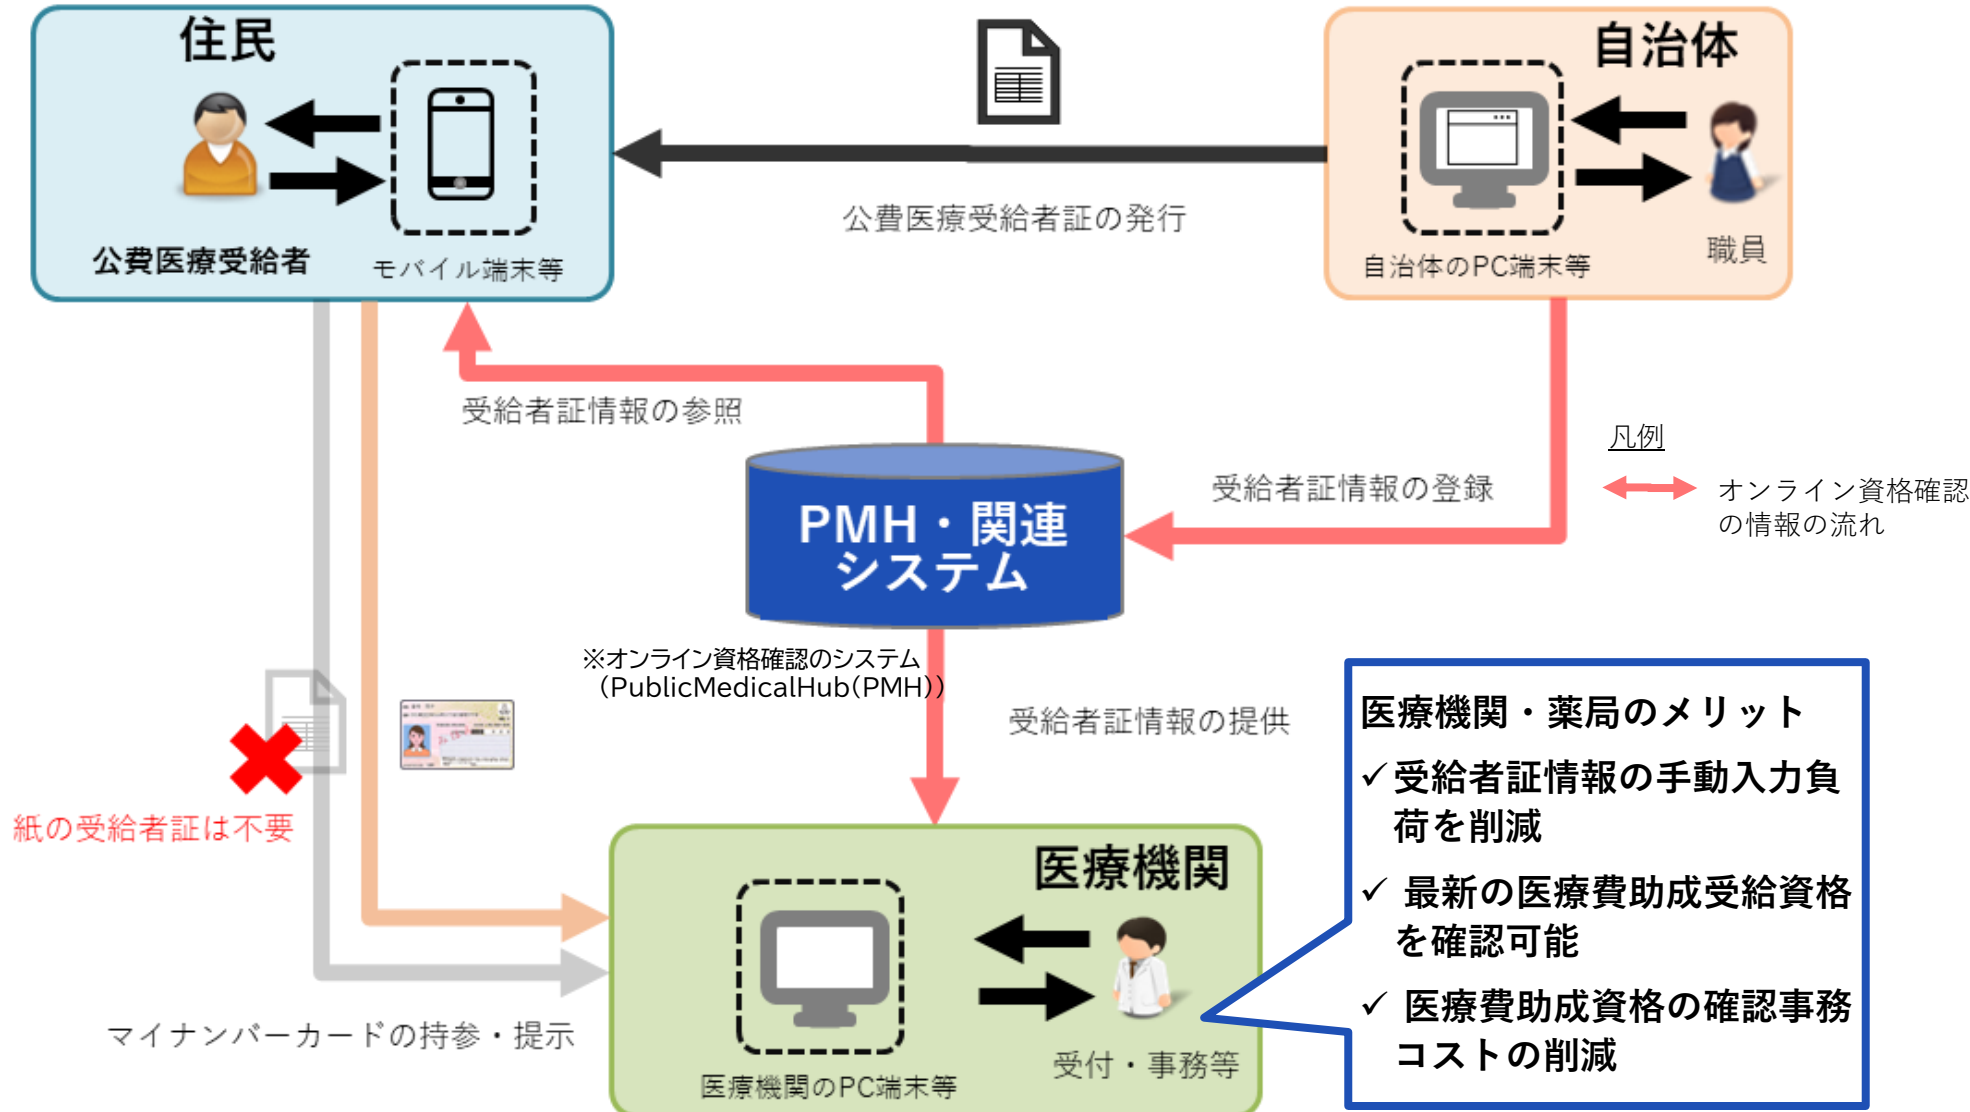 住民
公費医療受給者
モバイル端末等
公費医療受給者証の発行
自治体
自治体のPC端末等
職員
受給者証情報の参照
受給者証情報の登録
凡例
オンライン資格確認
の情報の流れ
PMH・関連
システム
※オンライン資格確認のシステム
(PublicMedicalHub(PMH))
受給者証情報の提供
紙の受給者証は不要
マイナンバーカードの持参・提示
医療機関
医療機関のPC端末等
受付・事務等
医療機関・薬局のメリット
✓受給者証情報の手動入力負
荷を削減
✓ 最新の医療費助成受給資格
を確認可能
✓ 医療費助成資格の確認事務
コストの削減